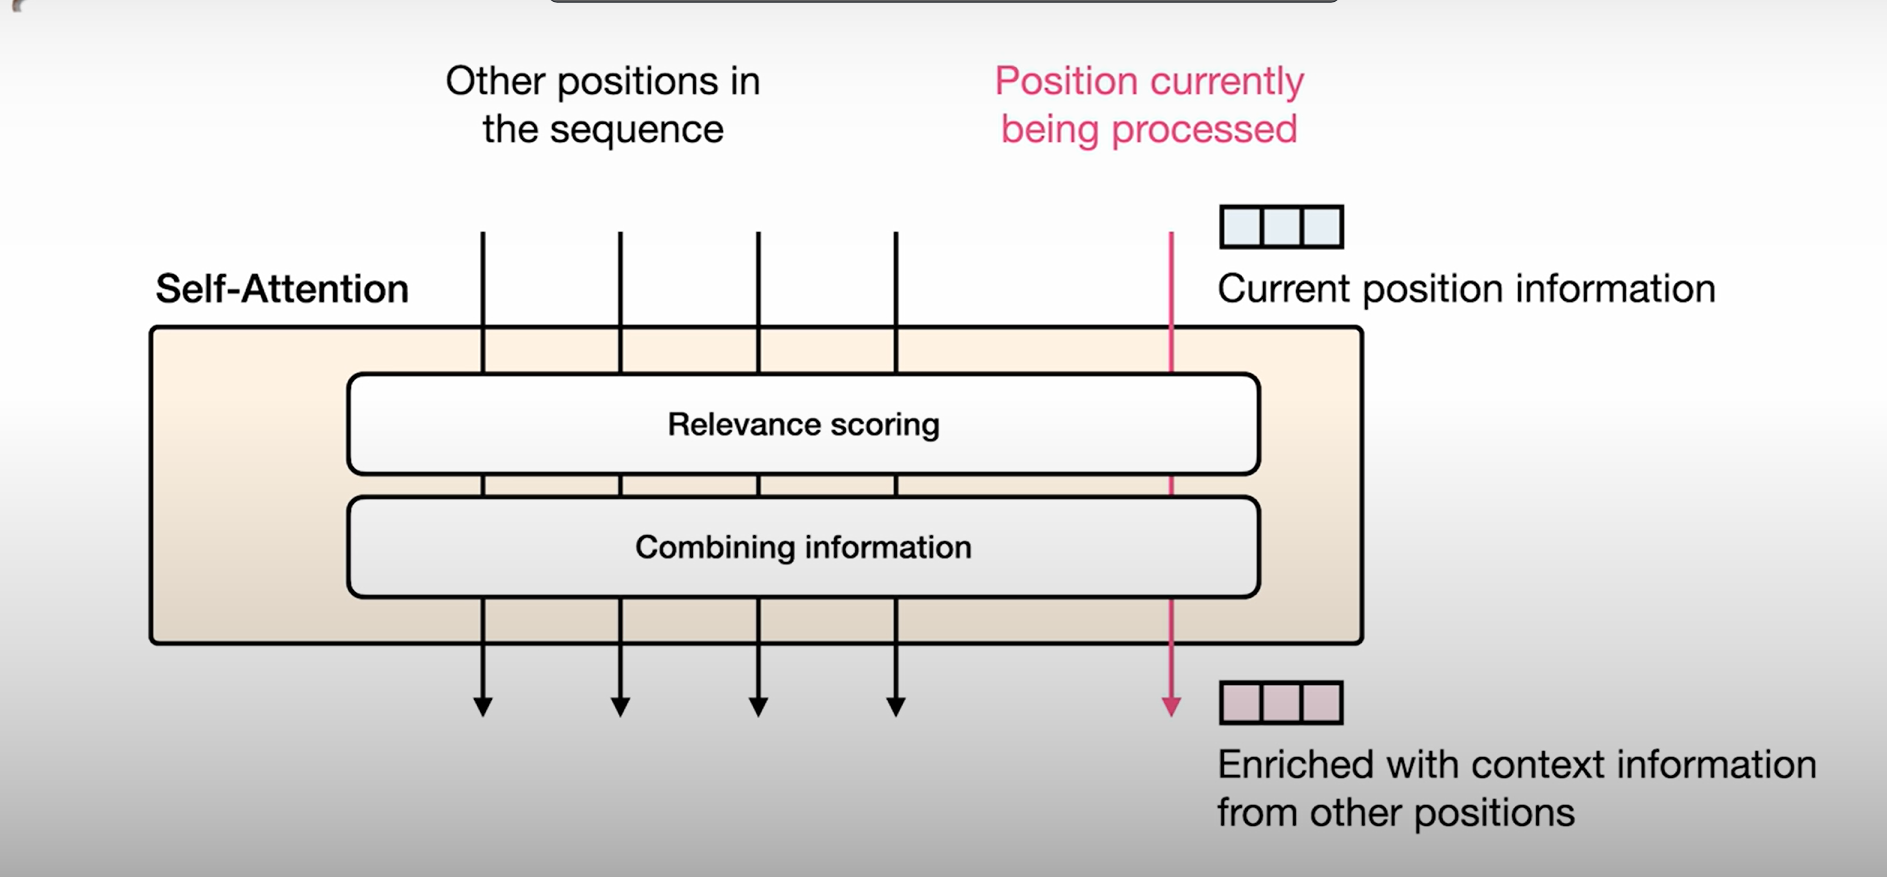 Other positions in
the sequence
Position currently
being processed
Self-Attention
Current position information
Relevance scoring
Combining information
Enriched with context information
from other positions